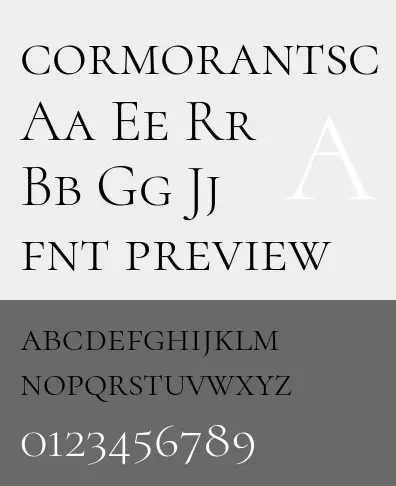 CORMORANTSC
Aa Ee Rr
A
Bb Gg Jj
FNT PREVIEW
ABCDEFGHIJKLM
NOPQRSTUVWXYZ
0123456789